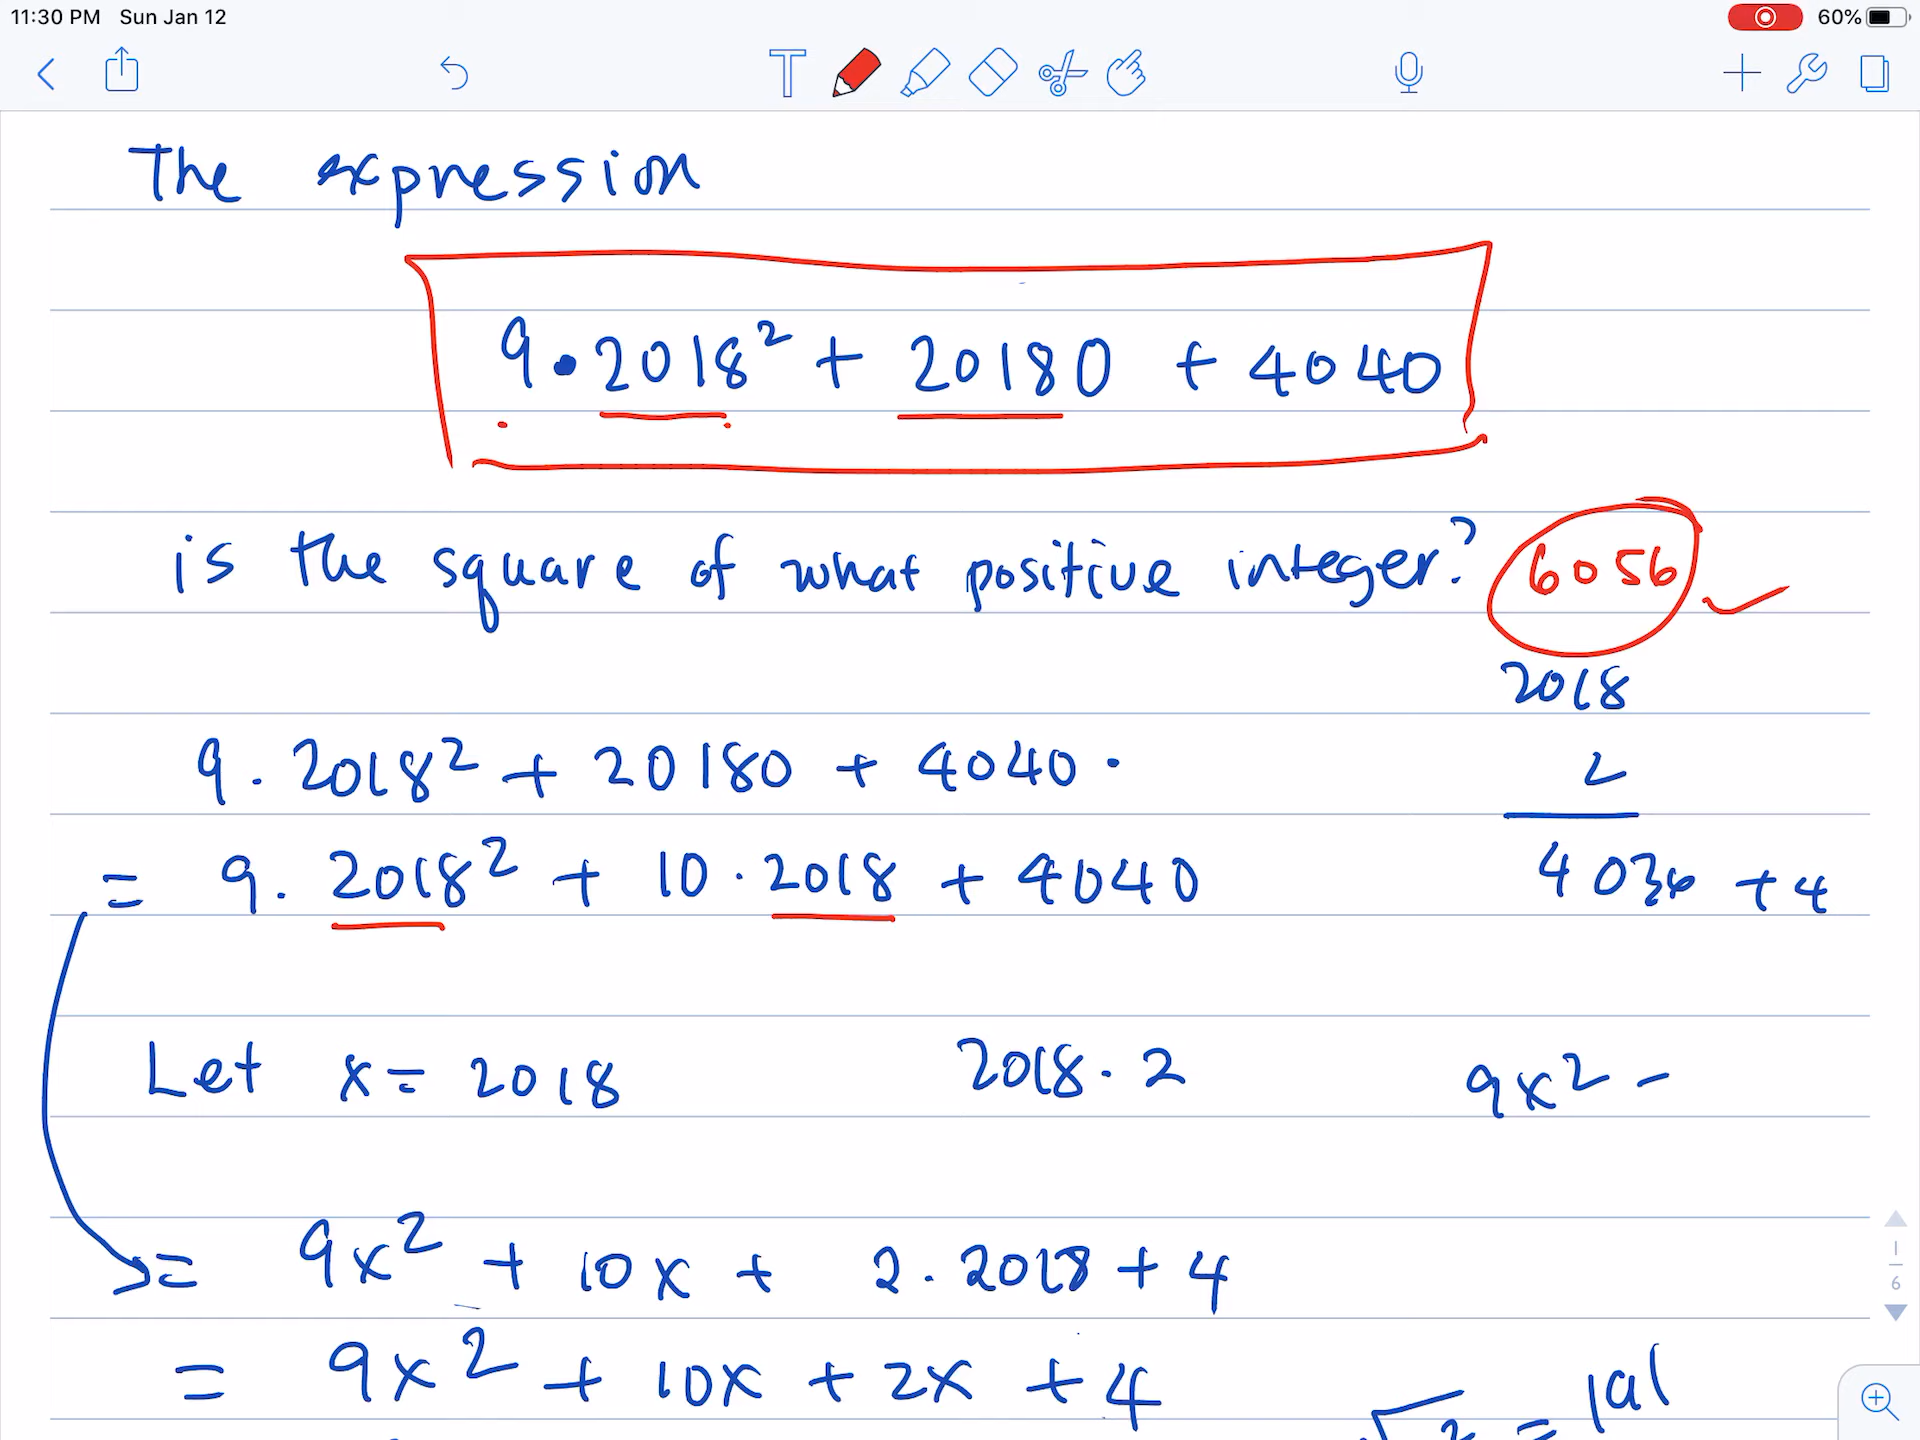 11:30 PM Sun Jan 12 60%
T
The expression
9 • 2018² + 20180 + 4040
is the square of what positive integer? 6056
2018
9 . 2018² + 20180 + 4040 .
2
= 9 . 2018² + 10 . 2018 + 4040
4036 + 4
Let x = 2018
2018 . 2
9x² -
= 9x² + 10x + 2 . 2018 + 4
1
6
= 9x² + 10x + 2x + 4
= |a|